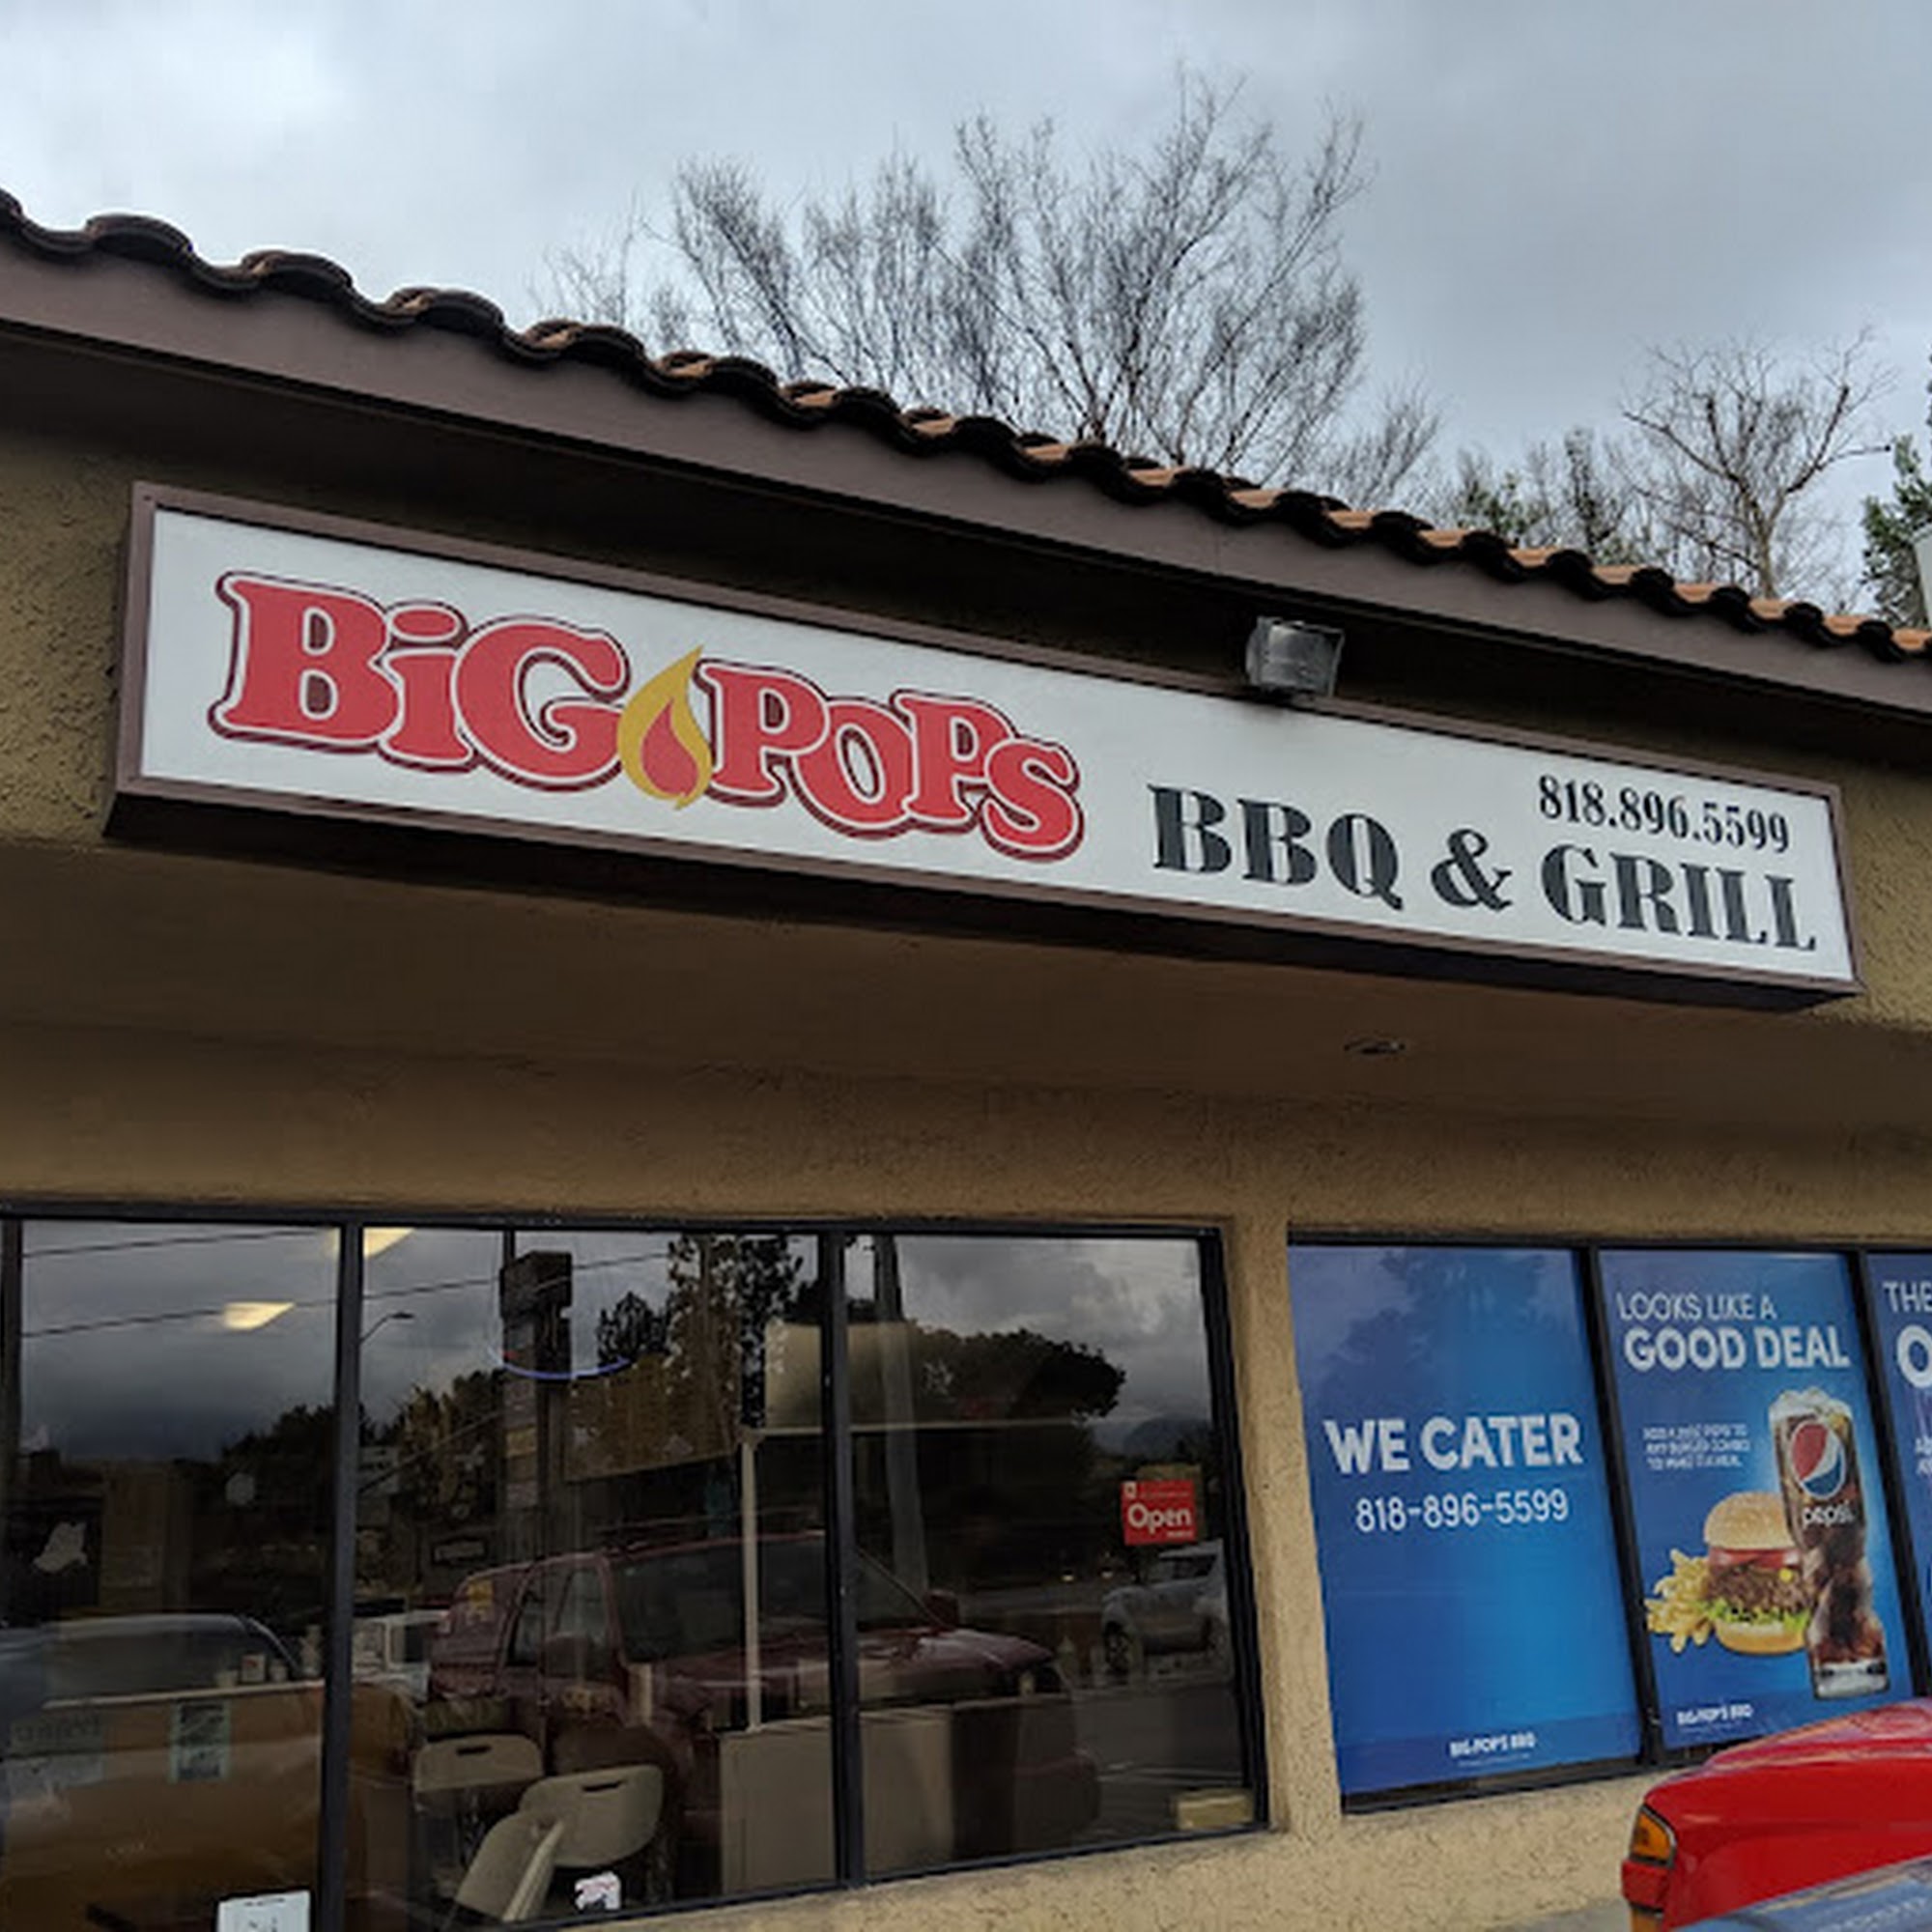 BiG POPS
818.896.5599
BBQ & GRILL
Open
WE CATER
818-896-5599
BIG POP'S BBQ
LOOKS LIKE A
GOOD DEAL
pepsi
BIG POP'S BBQ
THE